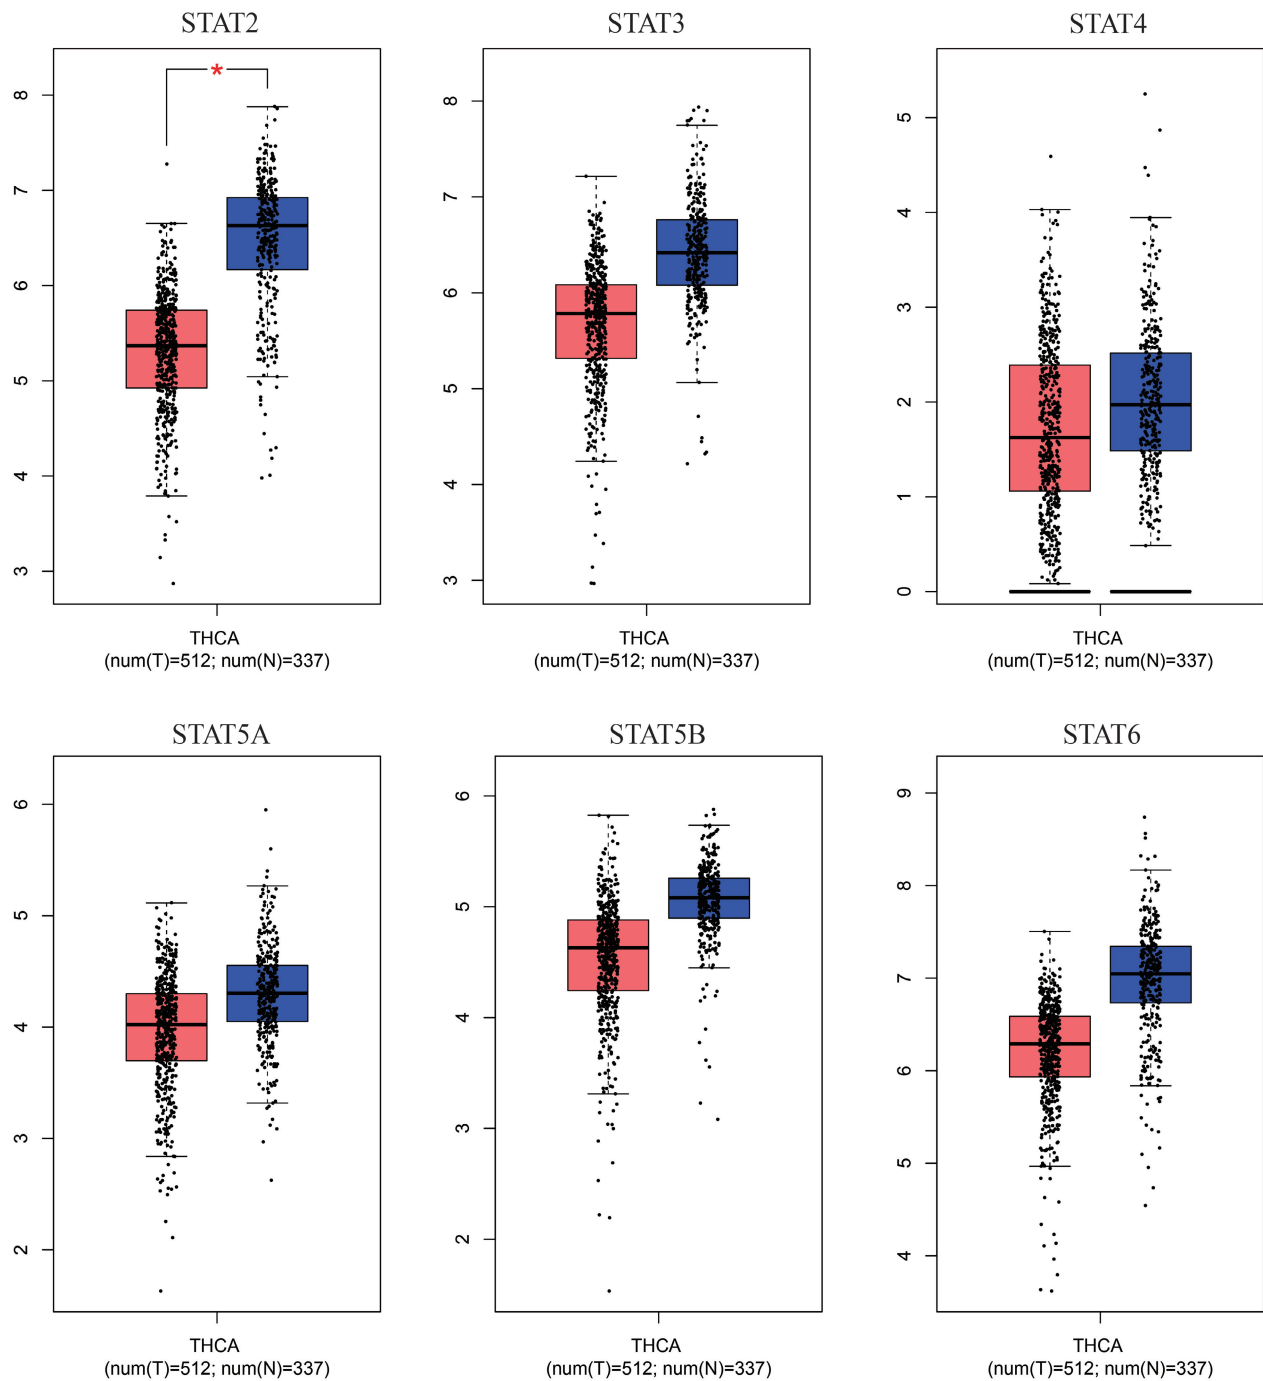 STAT2
STAT3
STAT4
8
7
6
5
4
3
*
8
7
6
5
4
3
5
4
3
2
1
0
THCA
(num(T)=512; num(N)=337)
THCA
(num(T)=512; num(N)=337)
THCA
(num(T)=512; num(N)=337)
STAT5A
STAT5B
STAT6
6
5
4
3
2
6
5
4
3
2
9
8
7
6
5
4
THCA
(num(T)=512; num(N)=337)
THCA
(num(T)=512; num(N)=337)
THCA
(num(T)=512; num(N)=337)